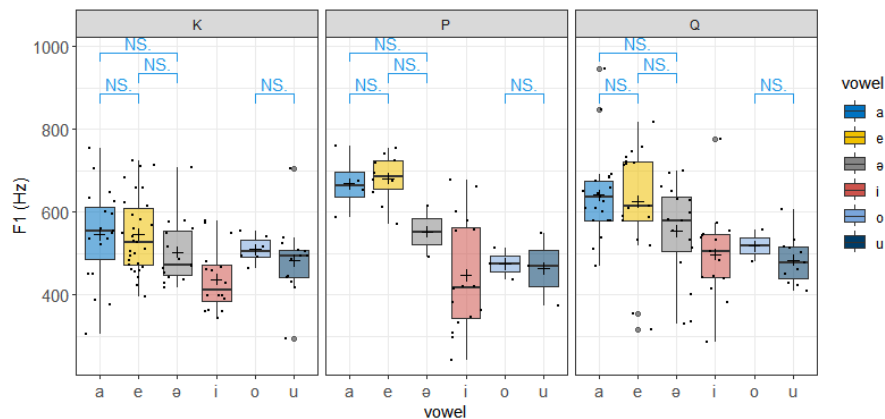 K P Q
1000
800
600
400
F1 (Hz)
NS. NS. NS.
NS. NS. NS.
NS. NS. NS. NS. NS. NS.
a e ə i o u a e ə i o u a e ə i o u
vowel
vowel
a
e
ə
i
o
u